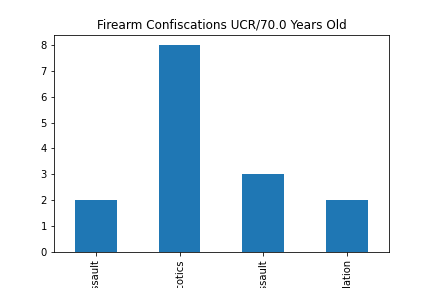 Firearm Confiscations UCR/70.0 Years Old
8
7
6
5
4
3
2
1
0
ssault
cotics
ssault
lation